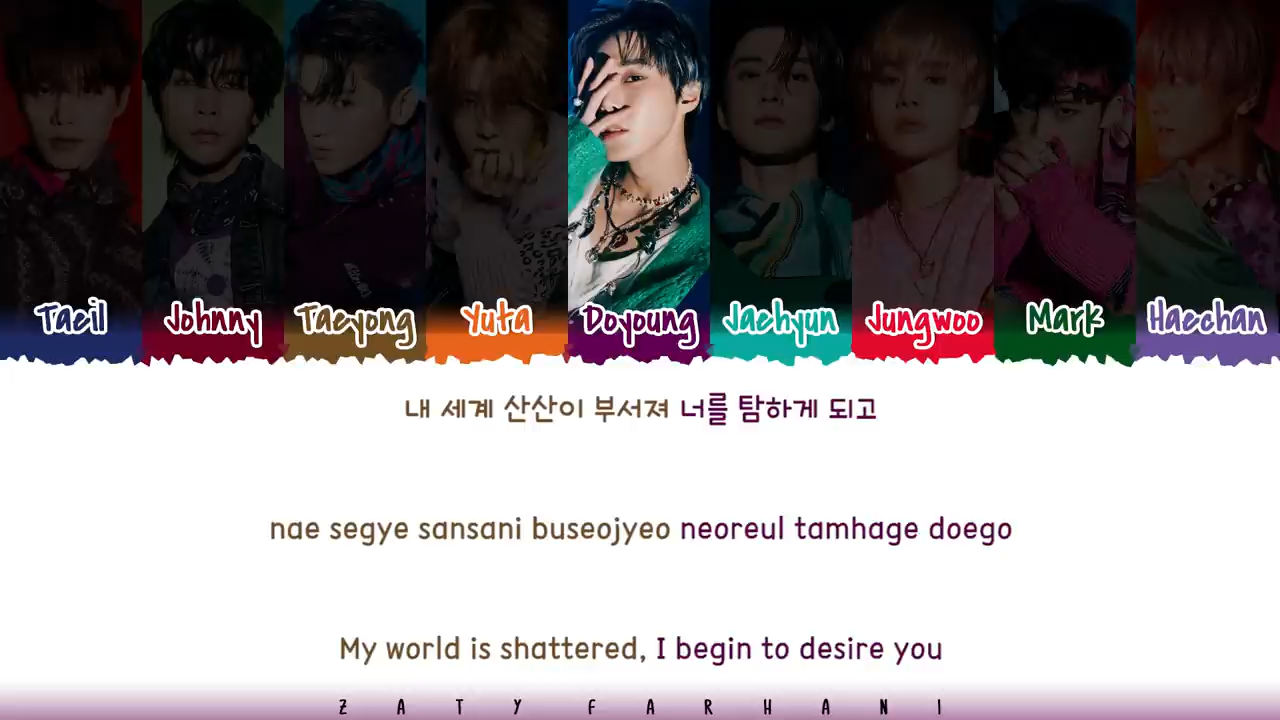 Taeil Johnny Taeyong Yuta Doyoung Jaehyun Jungwoo Mark Haechan
내 세계 산산이 부서져 너를 탐하게 되고
nae segye sansani buseojyeo neoreul tamhage doego
My world is shattered, I begin to desire you
ZATY FARHANI